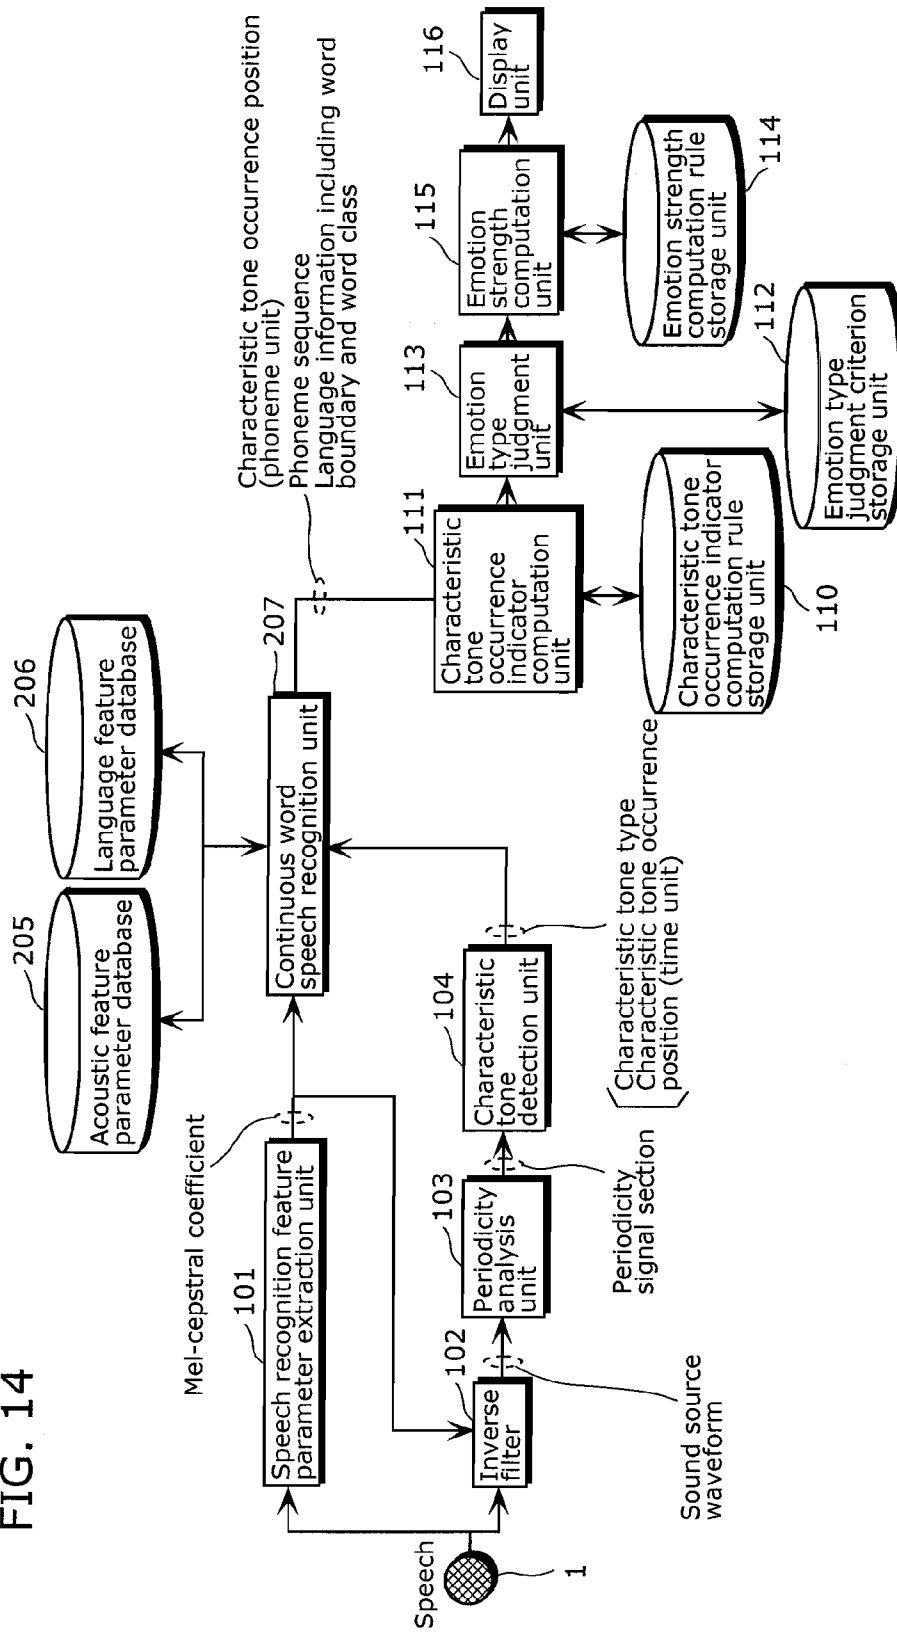 FIG. 14
205
Acoustic feature
parameter database
206
Language feature
parameter database
Mel-cepstral coefficient
101
Speech recognition feature
parameter extraction unit
207
Continuous word
speech recognition unit
Characteristic tone occurrence position
(phoneme unit)
Phoneme sequence
Language information including word
boundary and word class
Speech
1
102
Inverse
filter
Sound source
waveform
103
Periodicity
analysis
unit
Periodicity
signal section
104
Characteristic
tone
detection unit
Characteristic tone type
Characteristic tone occurrence
position (time unit)
111
Characteristic
tone
occurrence
indicator
computation
unit
113
Emotion
type
judgment
unit
115
Emotion
strength
computation
unit
116
Display
unit
Characteristic tone
occurrence indicator
computation rule
storage unit
110
112
Emotion type
judgment criterion
storage unit
Emotion strength
computation rule
storage unit
114